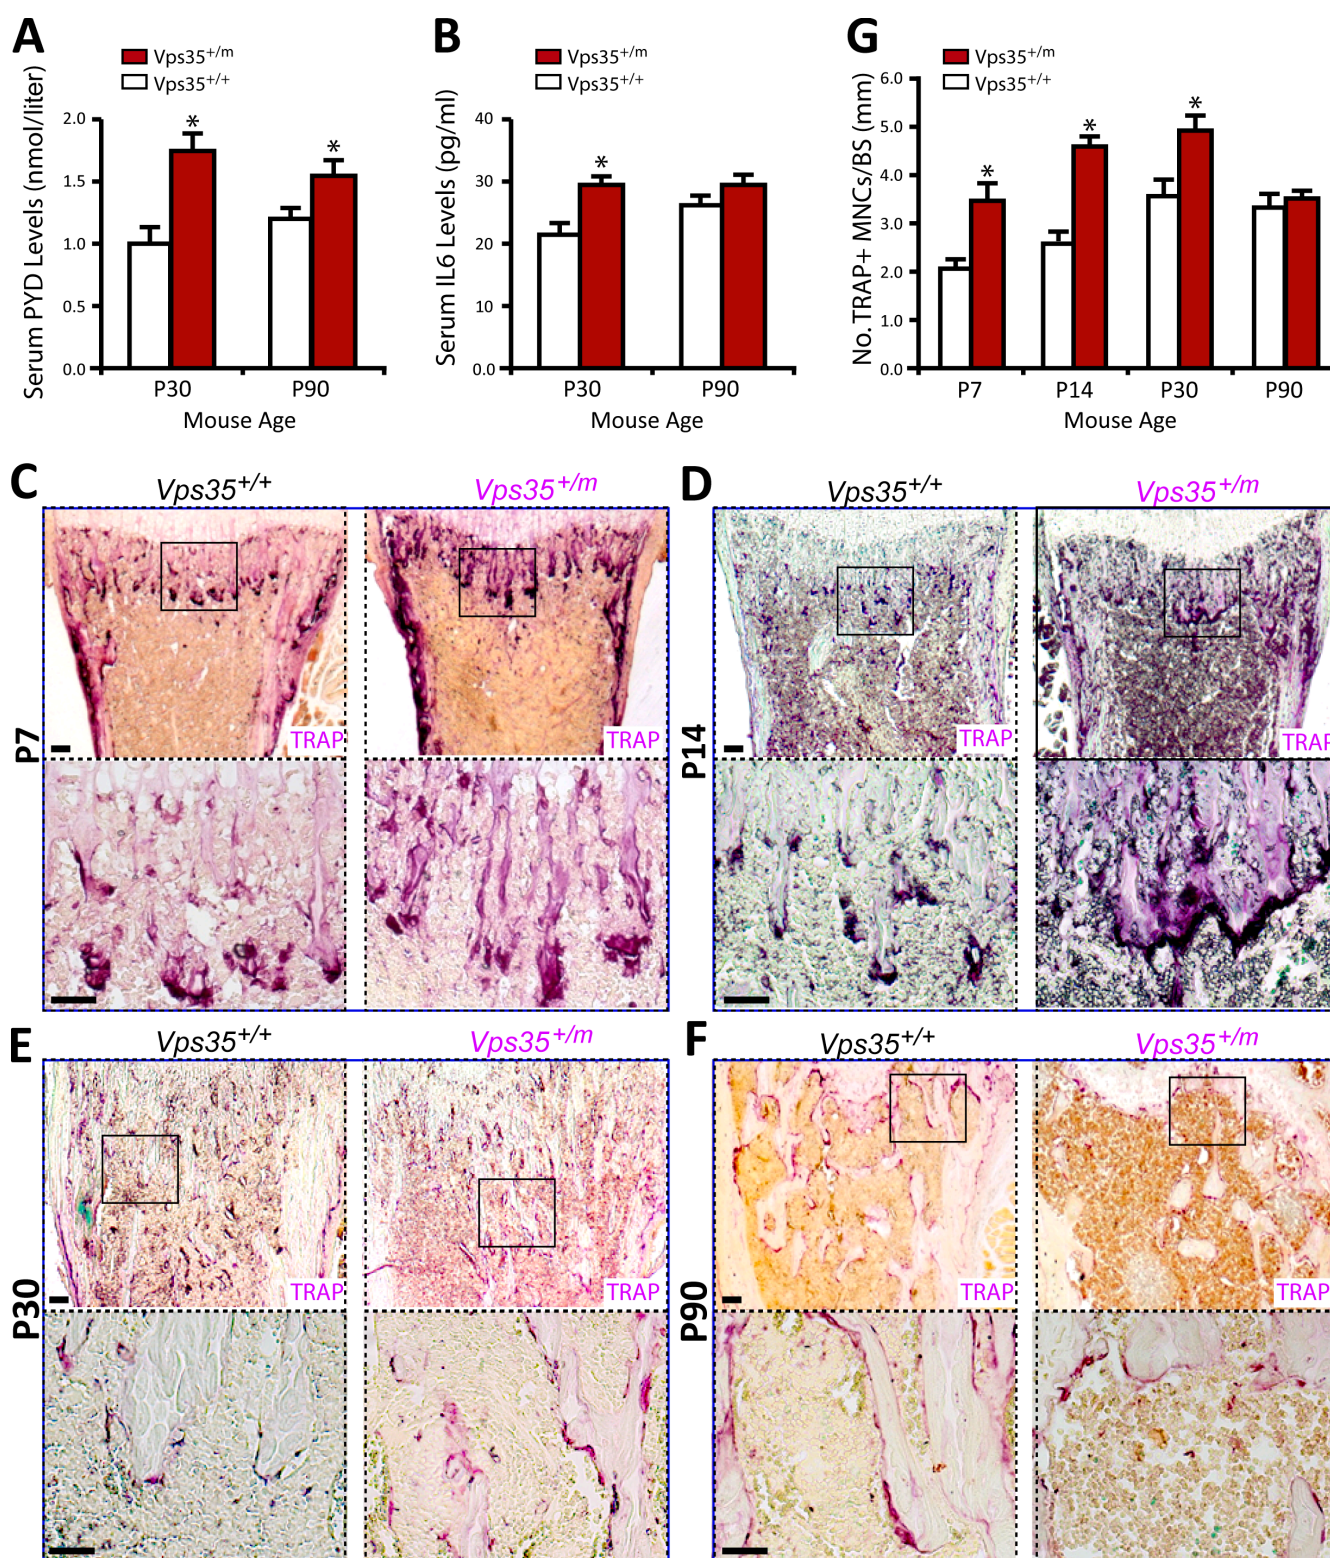 A
Vps35+/m
Vps35+/+
Serum PYD Levels (nmol/liter)
2.0
1.5
1.0
0.5
0.0
*
*
P30
P90
Mouse Age
B
Vps35+/m
Vps35+/+
Serum IL6 Levels (pg/ml)
40
30
20
10
0.0
*
P30
P90
Mouse Age
G
Vps35+/m
Vps35+/+
No. TRAP+ MNCs/BS (mm)
6.0
5.0
4.0
3.0
2.0
1.0
0.0
*
*
*
P7
P14
P30
P90
Mouse Age
C
Vps35+/+
Vps35+/m
P7
TRAP
TRAP
D
Vps35+/+
Vps35+/m
P14
TRAP
TRAP
E
Vps35+/+
Vps35+/m
P30
TRAP
TRAP
F
Vps35+/+
Vps35+/m
P90
TRAP
TRAP